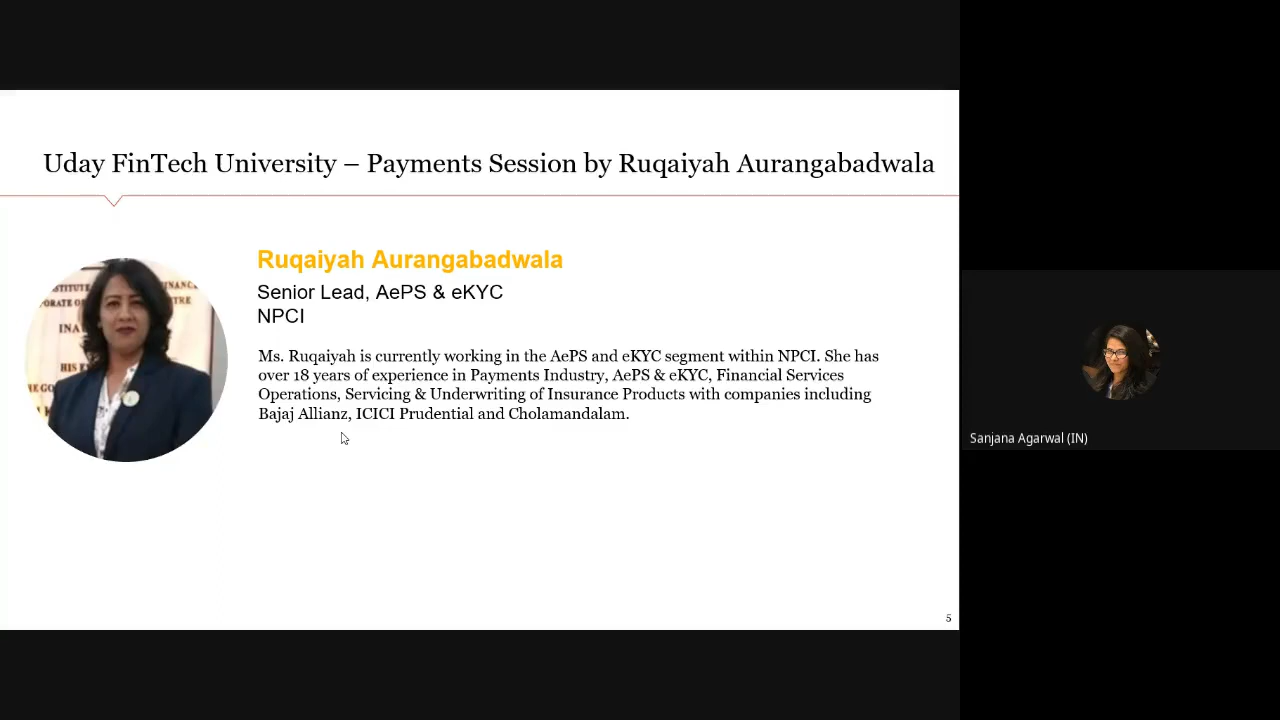 Uday FinTech University – Payments Session by Ruqaiyah Aurangabadwala
Ruqaiyah Aurangabadwala
Senior Lead, AePS & eKYC
NPCI
Ms. Ruqaiyah is currently working in the AePS and eKYC segment within NPCI. She has
over 18 years of experience in Payments Industry, AePS & eKYC, Financial Services
Operations, Servicing & Underwriting of Insurance Products with companies including
Bajaj Allianz, ICICI Prudential and Cholamandalam.
5
Sanjana Agarwal (IN)